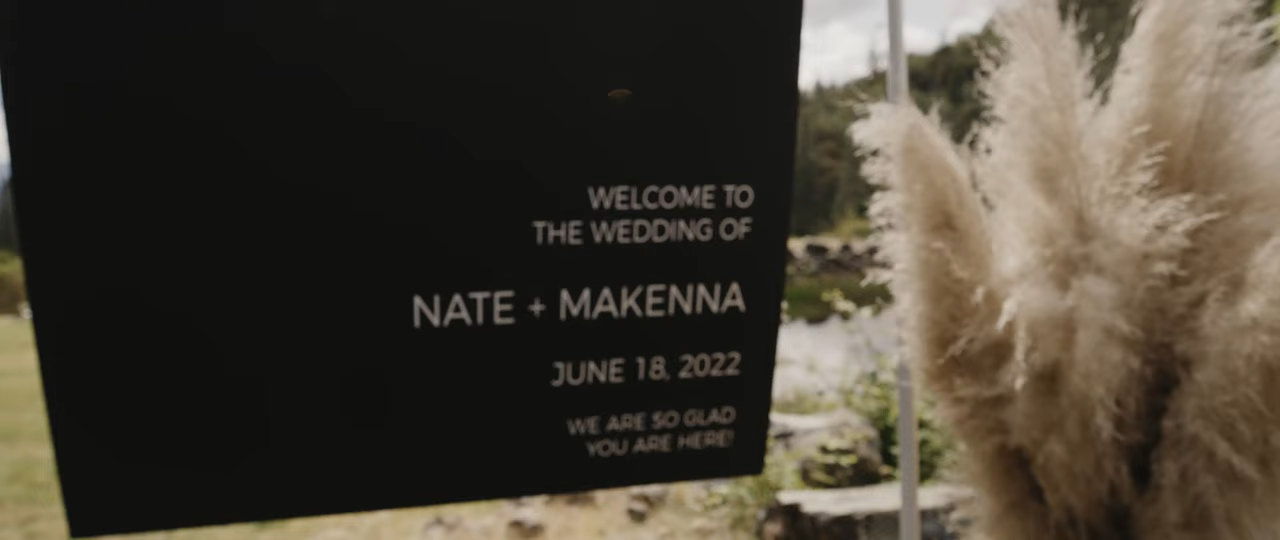 WELCOME TO
THE WEDDING OF
NATE + MAKENNA
JUNE 18, 2022
WE ARE SO GLAD
YOU ARE HERE!